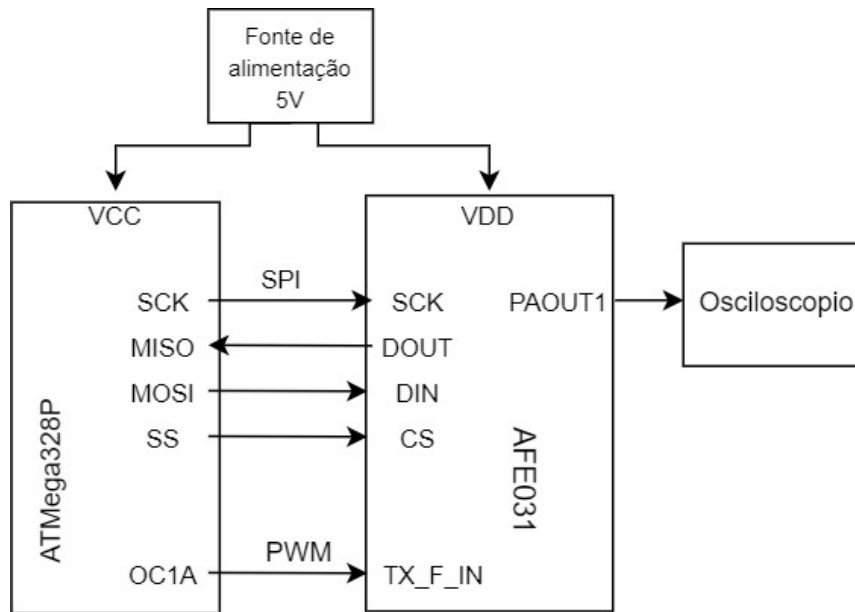 Fonte de
alimentação
5V
VCC
VDD
SPI
SCK
SCK
PAOUT1
Osciloscopio
MISO
DOUT
MOSI
DIN
SS
CS
ATMega328P
AFE031
PWM
OC1A
TX_F_IN